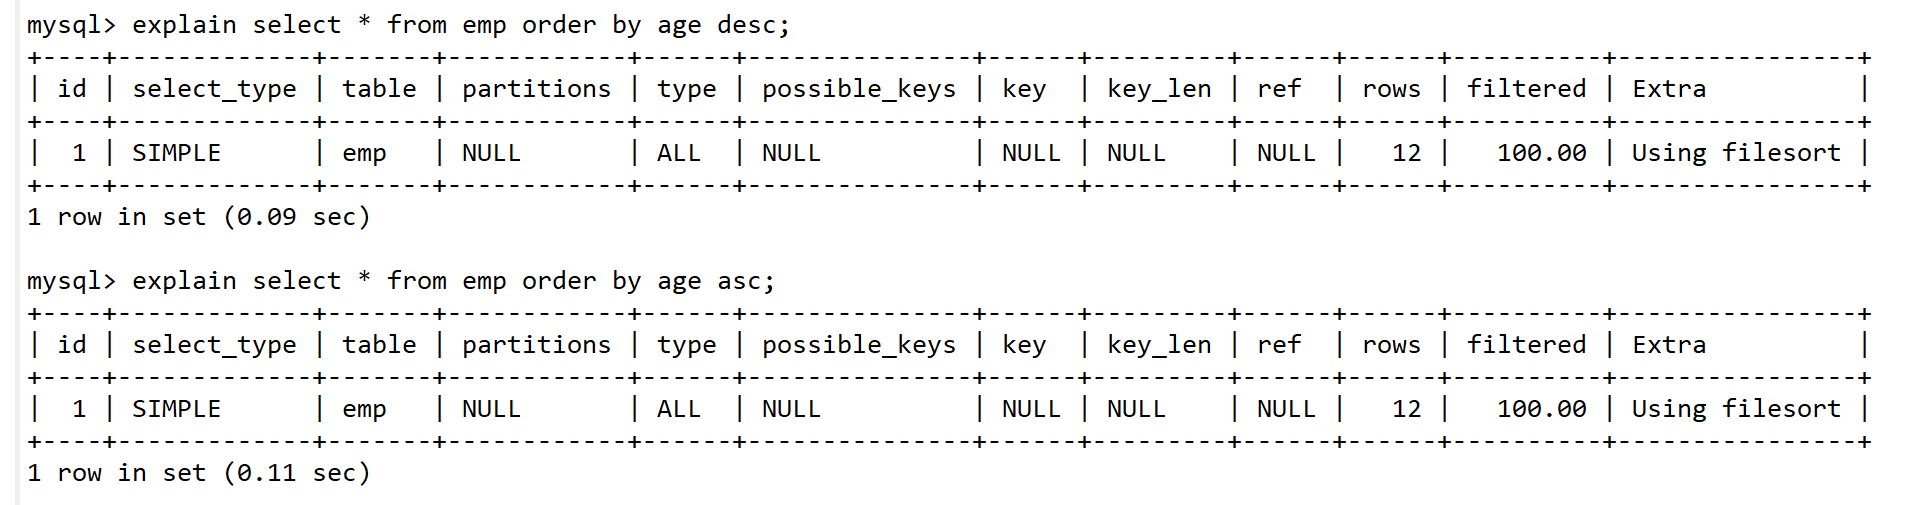 mysql> explain select * from emp order by age desc;
+----+-------------+-------+------------+------+---------------+------+---------+------+------+----------+----------------+
| id | select_type | table | partitions | type | possible_keys | key  | key_len | ref  | rows | filtered | Extra          |
+----+-------------+-------+------------+------+---------------+------+---------+------+------+----------+----------------+
|  1 | SIMPLE      | emp   | NULL       | ALL  | NULL          | NULL | NULL    | NULL |   12 |   100.00 | Using filesort |
+----+-------------+-------+------------+------+---------------+------+---------+------+------+----------+----------------+
1 row in set (0.09 sec)

mysql> explain select * from emp order by age asc;
+----+-------------+-------+------------+------+---------------+------+---------+------+------+----------+----------------+
| id | select_type | table | partitions | type | possible_keys | key  | key_len | ref  | rows | filtered | Extra          |
+----+-------------+-------+------------+------+---------------+------+---------+------+------+----------+----------------+
|  1 | SIMPLE      | emp   | NULL       | ALL  | NULL          | NULL | NULL    | NULL |   12 |   100.00 | Using filesort |
+----+-------------+-------+------------+------+---------------+------+---------+------+------+----------+----------------+
1 row in set (0.11 sec)